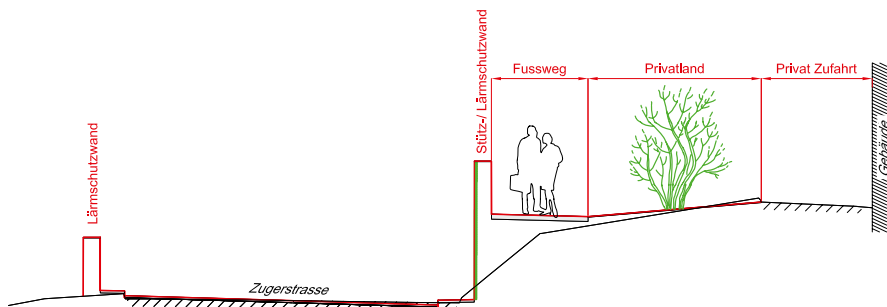 Fussweg
Privatland
Privat Zufahrt
Stütz-/ Lärmschutzwand
Gebäude
Lärmschutzwand
Zugerstrasse